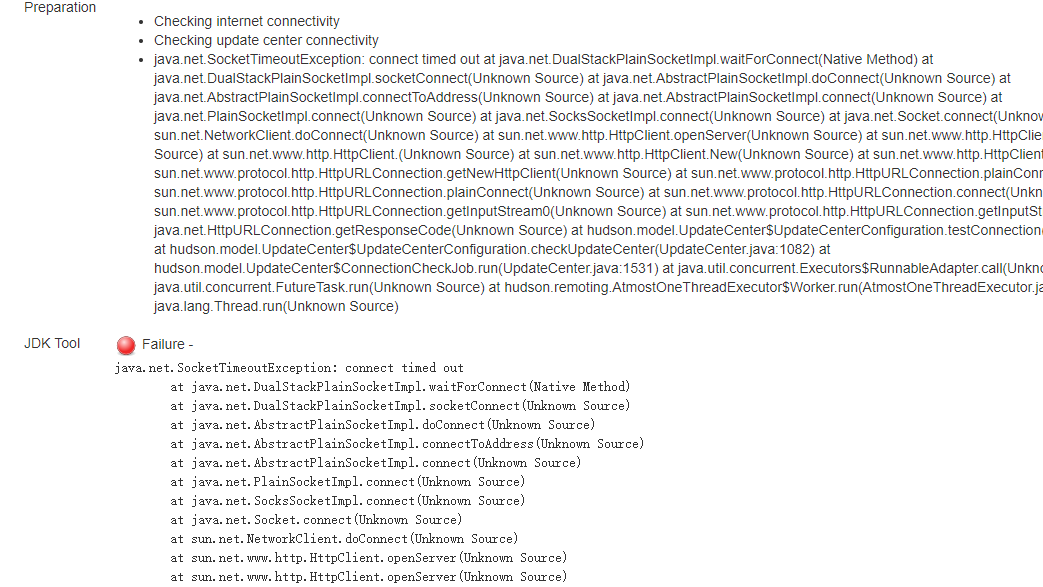 Preparation
Checking internet connectivity
Checking update center connectivity
java.net.SocketTimeoutException: connect timed out at java.net.DualStackPlainSocketImpl.waitForConnect(Native Method) at
java.net.DualStackPlainSocketImpl.socketConnect(Unknown Source) at java.net.AbstractPlainSocketImpl.doConnect(Unknown Source) at
java.net.AbstractPlainSocketImpl.connectToAddress(Unknown Source) at java.net.AbstractPlainSocketImpl.connect(Unknown Source) at
java.net.PlainSocketImpl.connect(Unknown Source) at java.net.SocksSocketImpl.connect(Unknown Source) at java.net.Socket.connect(Unknow
sun.net.NetworkClient.doConnect(Unknown Source) at sun.net.www.http.HttpClient.openServer(Unknown Source) at sun.net.www.http.HttpClie
Source) at sun.net.www.http.HttpClient.(Unknown Source) at sun.net.www.http.HttpClient.New(Unknown Source) at sun.net.www.http.HttpClient
sun.net.www.protocol.http.HttpURLConnection.getNewHttpClient(Unknown Source) at sun.net.www.protocol.http.HttpURLConnection.plainConn
sun.net.www.protocol.http.HttpURLConnection.plainConnect(Unknown Source) at sun.net.www.protocol.http.HttpURLConnection.connect(Unkn
sun.net.www.protocol.http.HttpURLConnection.getInputStream0(Unknown Source) at sun.net.www.protocol.http.HttpURLConnection.getInputSt
java.net.HttpURLConnection.getResponseCode(Unknown Source) at hudson.model.UpdateCenter$UpdateCenterConfiguration.testConnection(
at hudson.model.UpdateCenter$UpdateCenterConfiguration.checkUpdateCenter(UpdateCenter.java:1082) at
hudson.model.UpdateCenter$ConnectionCheckJob.run(UpdateCenter.java:1531) at java.util.concurrent.Executors$RunnableAdapter.call(Unkno
java.util.concurrent.FutureTask.run(Unknown Source) at hudson.remoting.AtmostOneThreadExecutor$Worker.run(AtmostOneThreadExecutor.ja
java.lang.Thread.run(Unknown Source)
JDK Tool Failure -
java.net.SocketTimeoutException: connect timed out
at java.net.DualStackPlainSocketImpl.waitForConnect(Native Method)
at java.net.DualStackPlainSocketImpl.socketConnect(Unknown Source)
at java.net.AbstractPlainSocketImpl.doConnect(Unknown Source)
at java.net.AbstractPlainSocketImpl.connectToAddress(Unknown Source)
at java.net.AbstractPlainSocketImpl.connect(Unknown Source)
at java.net.PlainSocketImpl.connect(Unknown Source)
at java.net.SocksSocketImpl.connect(Unknown Source)
at java.net.Socket.connect(Unknown Source)
at sun.net.NetworkClient.doConnect(Unknown Source)
at sun.net.www.http.HttpClient.openServer(Unknown Source)
at sun.net.www.http.HttpClient.openServer(Unknown Source)